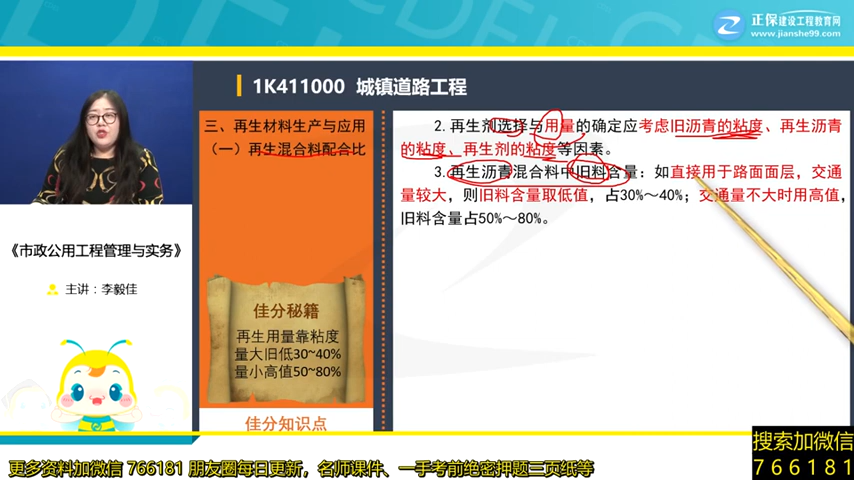 正保建设工程教育网
www.jianshe99.com
1K411000 城镇道路工程
三、再生材料生产与应用
（一）再生混合料配合比
2. 再生剂选择与用量的确定应考虑旧沥青的粘度、再生沥青
的粘度、再生剂的粘度等因素。
3. 再生沥青混合料中旧料含量：如直接用于路面面层，交通
量较大，则旧料含量取低值，占30%～40%；交通量不大时用高值，
旧料含量占50%～80%。
《市政公用工程管理与实务》
主讲：李毅佳
佳分秘籍
再生用量靠粘度
量大旧低30~40%
量小高值50~80%
佳分知识点
搜索加微信
766181
更多资料加微信 766181 朋友圈每日更新，名师课件、一手考前绝密押题三页纸等